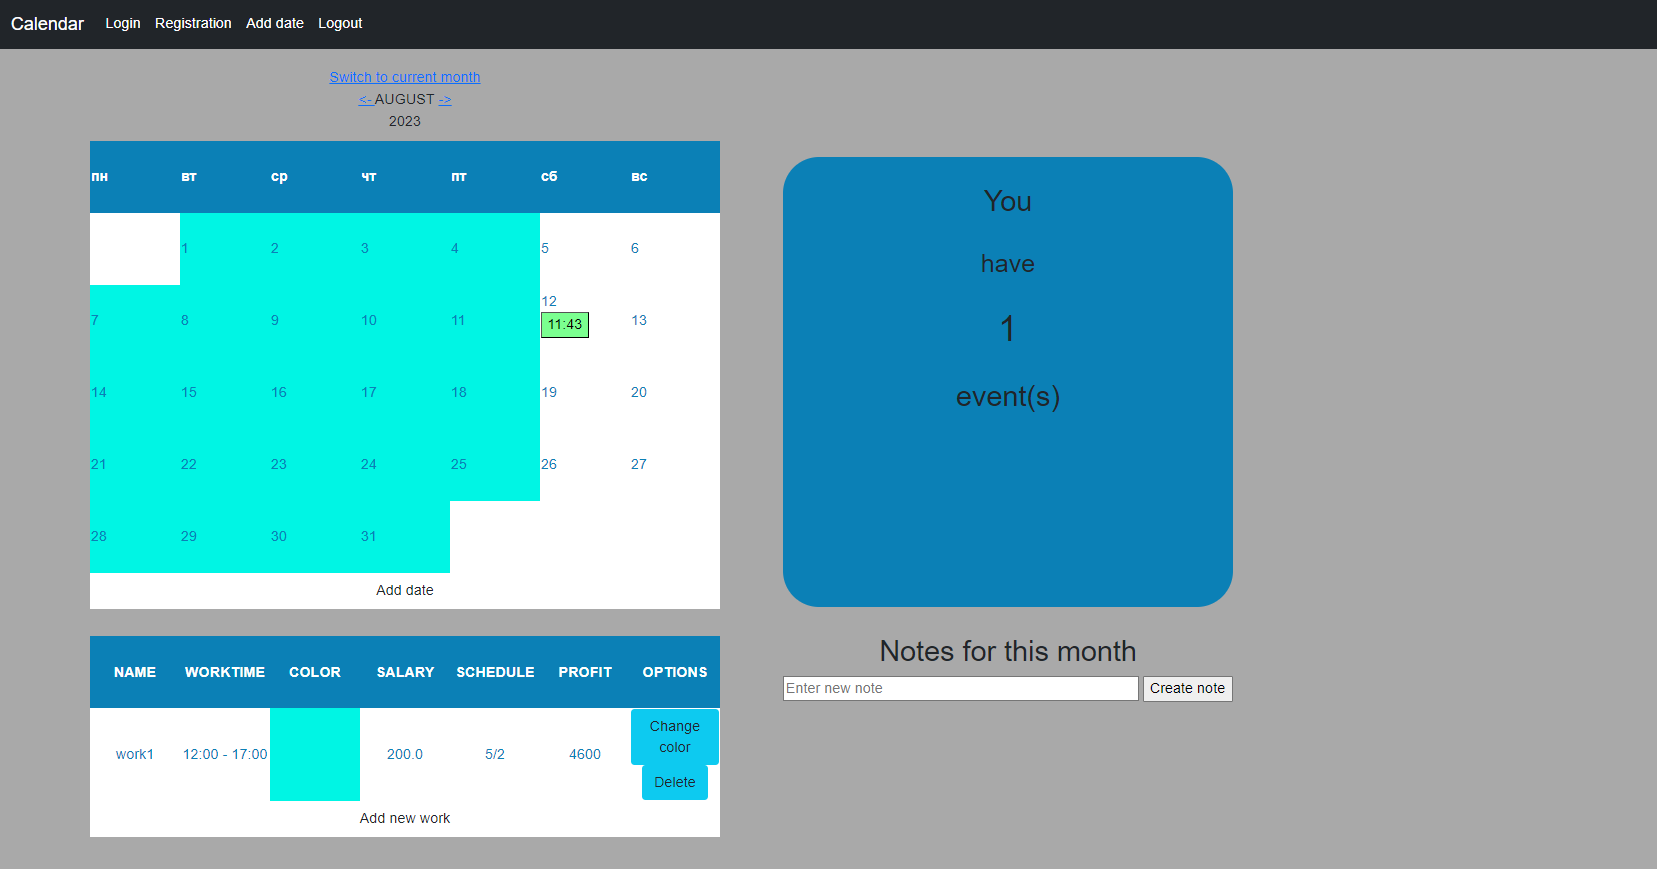 Calendar Login Registration Add date Logout
Switch to current month
<- AUGUST ->
2023
пн вт ср чт пт сб вс
1 2 3 4 5 6
7 8 9 10 11 12 13
11:43
14 15 16 17 18 19 20
21 22 23 24 25 26 27
28 29 30 31
Add date
You
have
1
event(s)
NAME WORKTIME COLOR SALARY SCHEDULE PROFIT OPTIONS
work1 12:00 - 17:00 200.0 5/2 4600
Change
color
Delete
Add new work
Notes for this month
Enter new note Create note